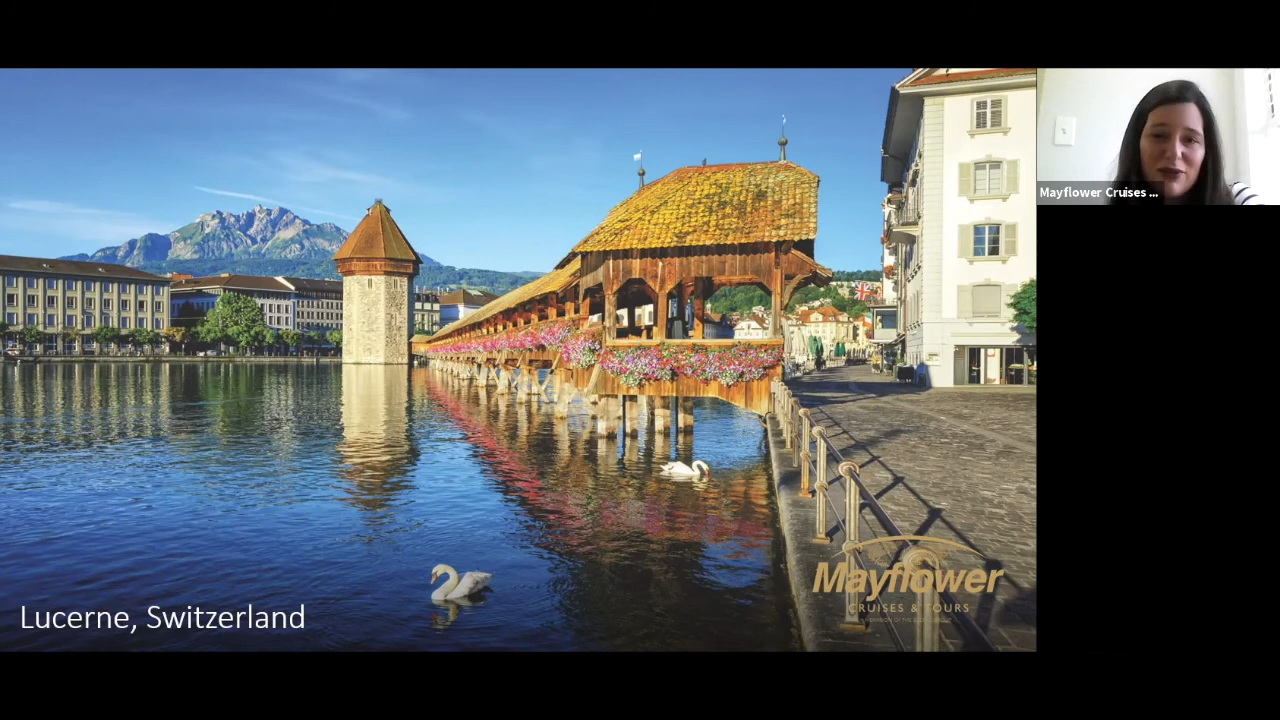 Mayflower Cruises ...
Mayflower
CRUISES & TOURS
Lucerne, Switzerland